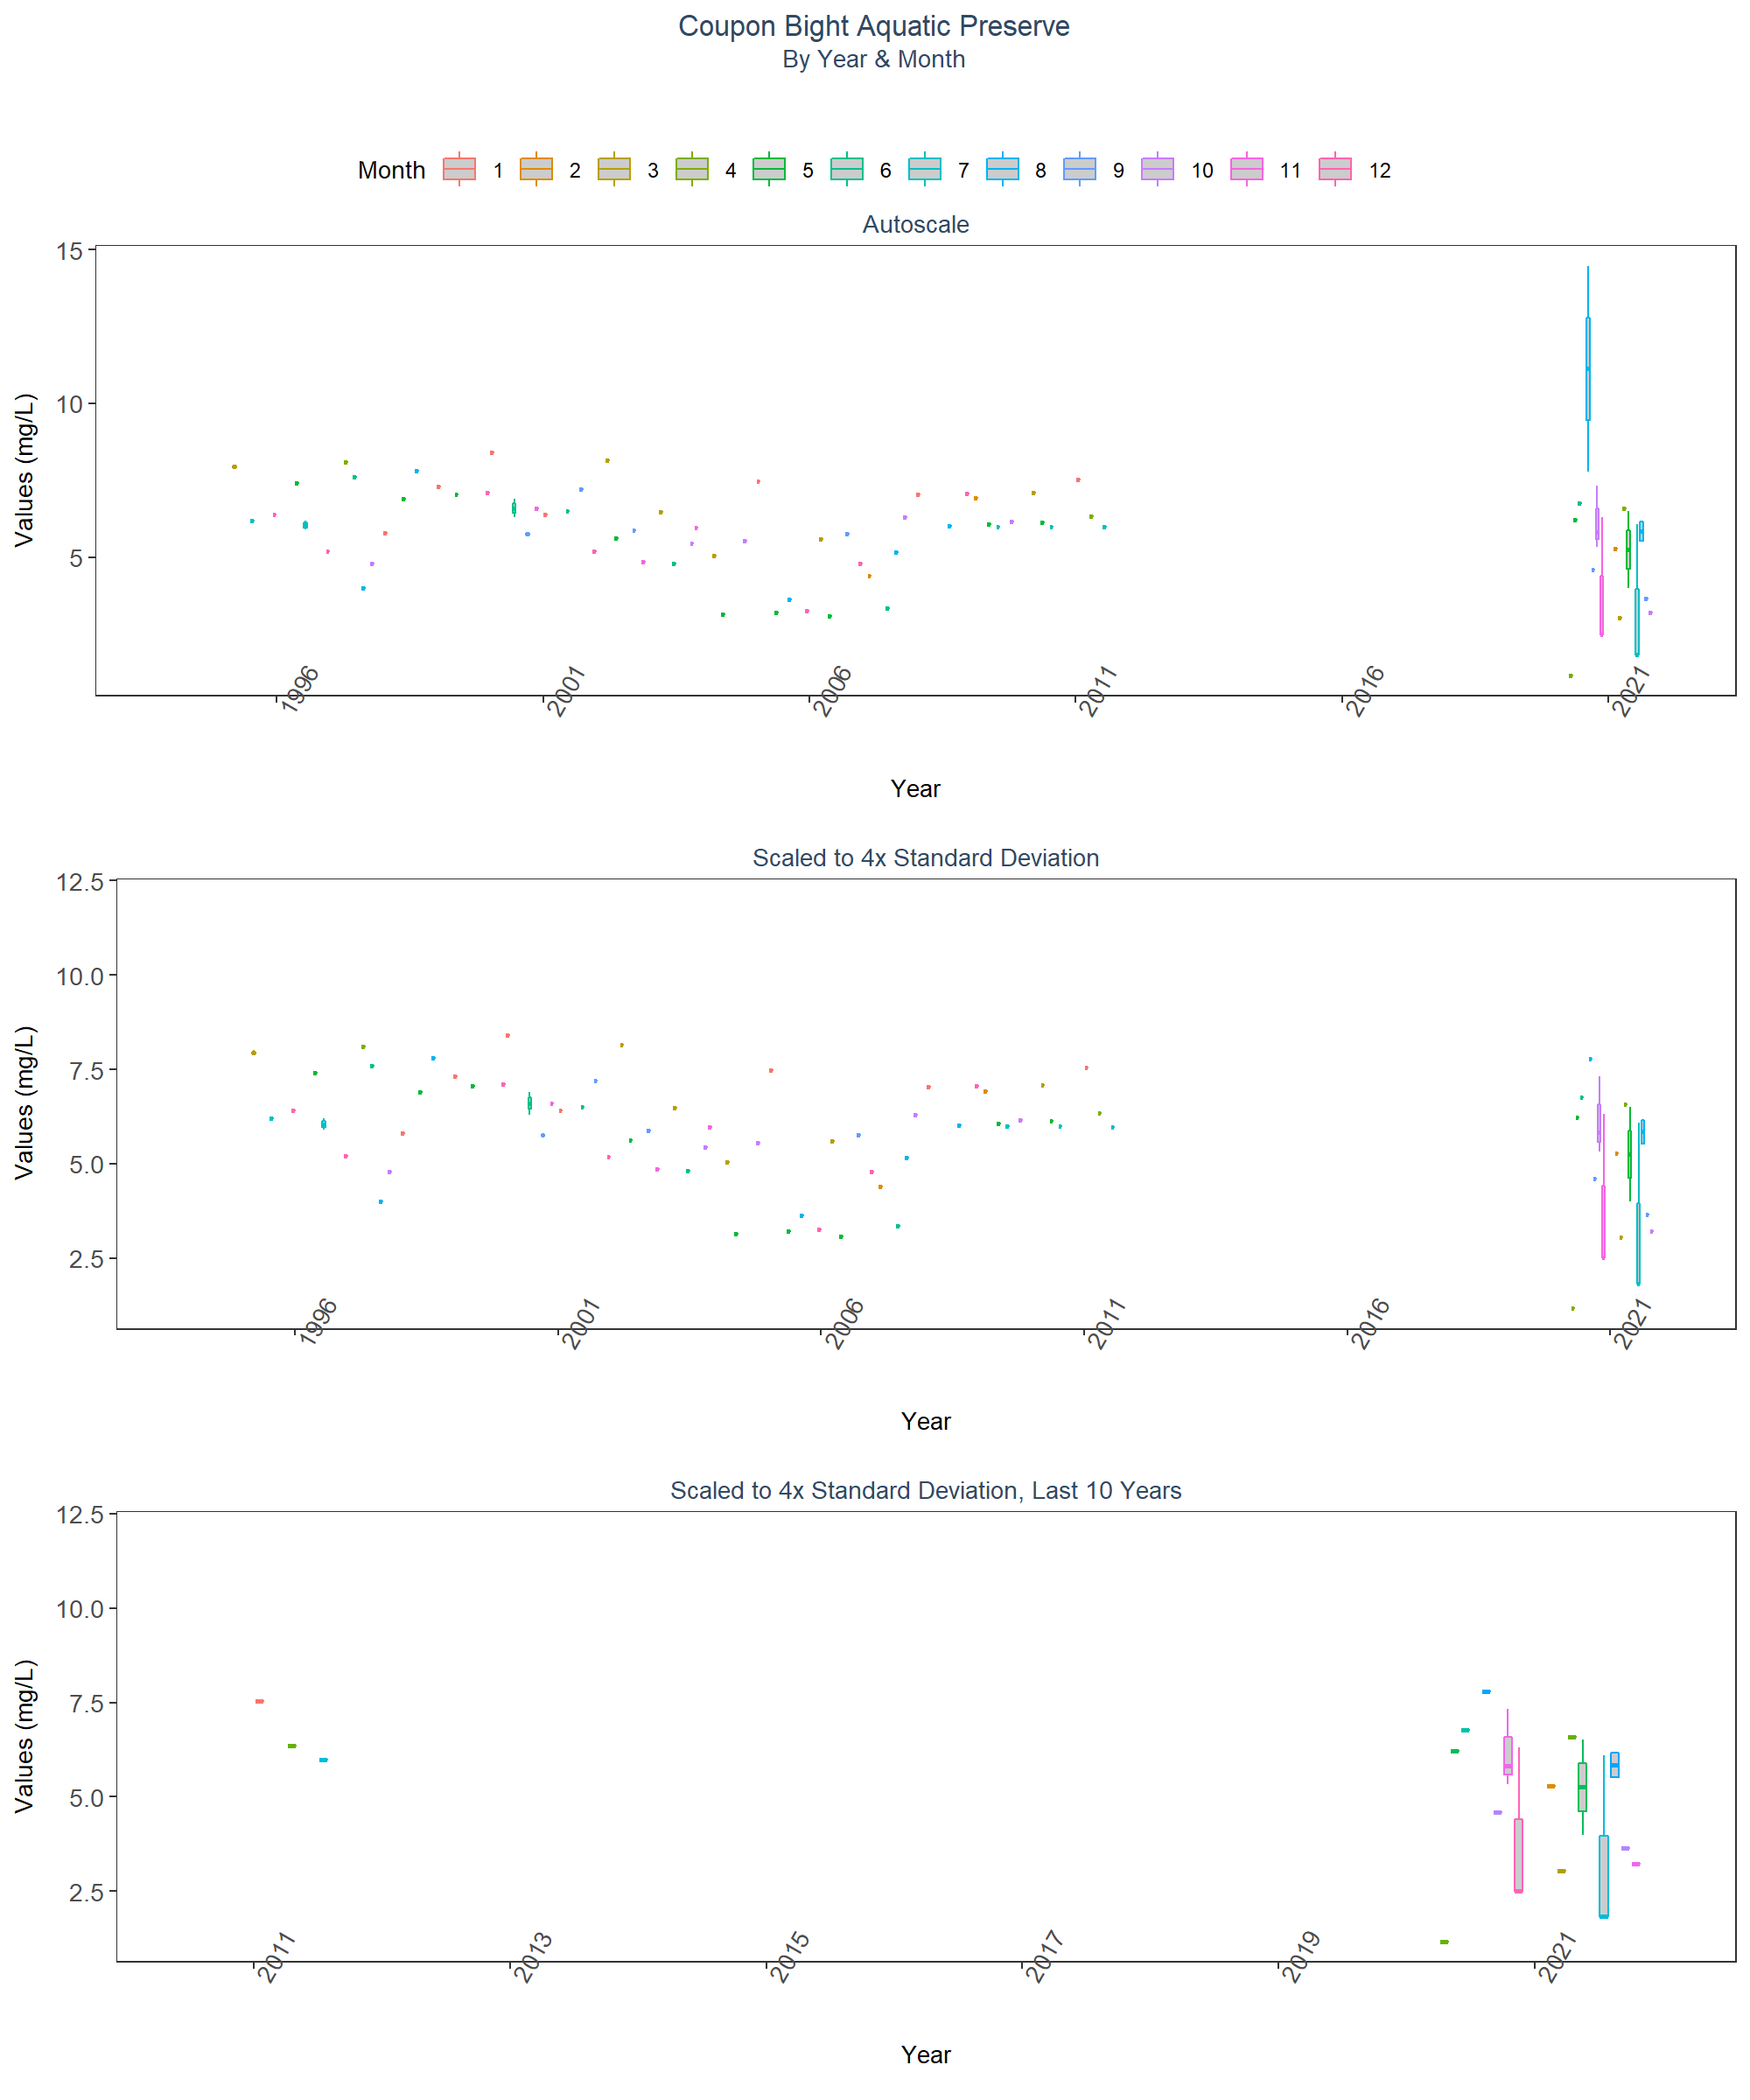 Coupon Bight Aquatic Preserve
By Year & Month
Month 1 2 3 4 5 6 7 8 9 10 11 12
Autoscale
15
10
5
Values (mg/L)
1996 2001 2006 2011 2016 2021
Year
Scaled to 4x Standard Deviation
12.5
10.0
7.5
5.0
2.5
Values (mg/L)
1996 2001 2006 2011 2016 2021
Year
Scaled to 4x Standard Deviation, Last 10 Years
12.5
10.0
7.5
5.0
2.5
Values (mg/L)
2011 2013 2015 2017 2019 2021
Year